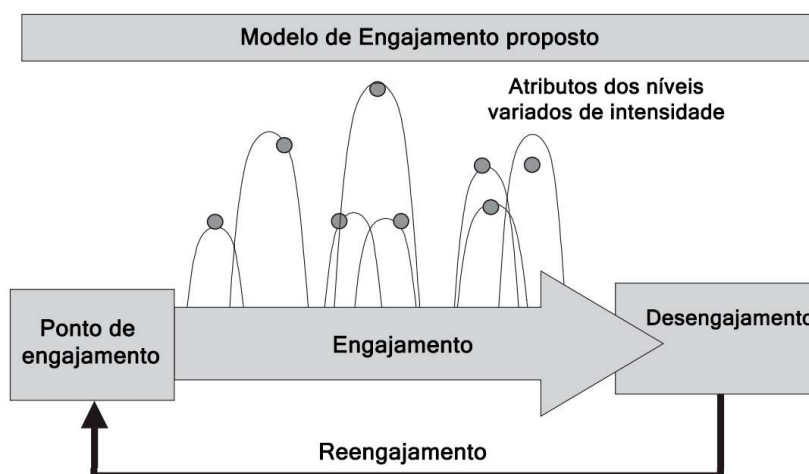 Modelo de Engajamento proposto
Atributos dos níveis
variados de intensidade
Ponto de
engajamento
Engajamento
Desengajamento
Reengajamento